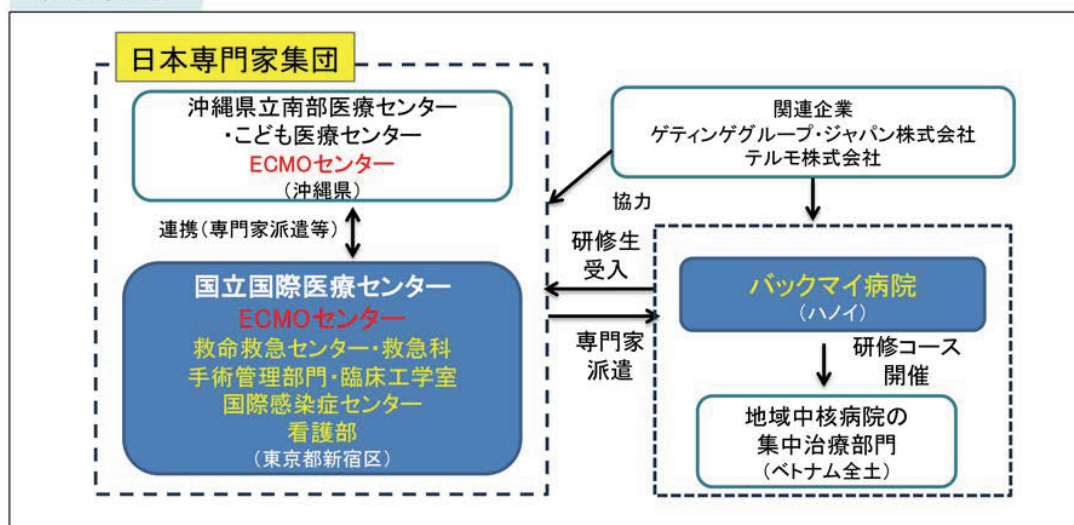 日本専門家集団
沖縄県立南部医療センター
・こども医療センター
ECMOセンター
(沖縄県)
連携(専門家派遣等)
国立国際医療センター
ECMOセンター
救命救急センター・救急科
手術管理部門・臨床工学室
国際感染症センター
看護部
(東京都新宿区)
関連企業
ゲティンゲグループ・ジャパン株式会社
テルモ株式会社
協力
研修生
受入
専門家
派遣
バックマイ病院
(ハノイ)
研修コース
開催
地域中核病院の
集中治療部門
(ベトナム全土)